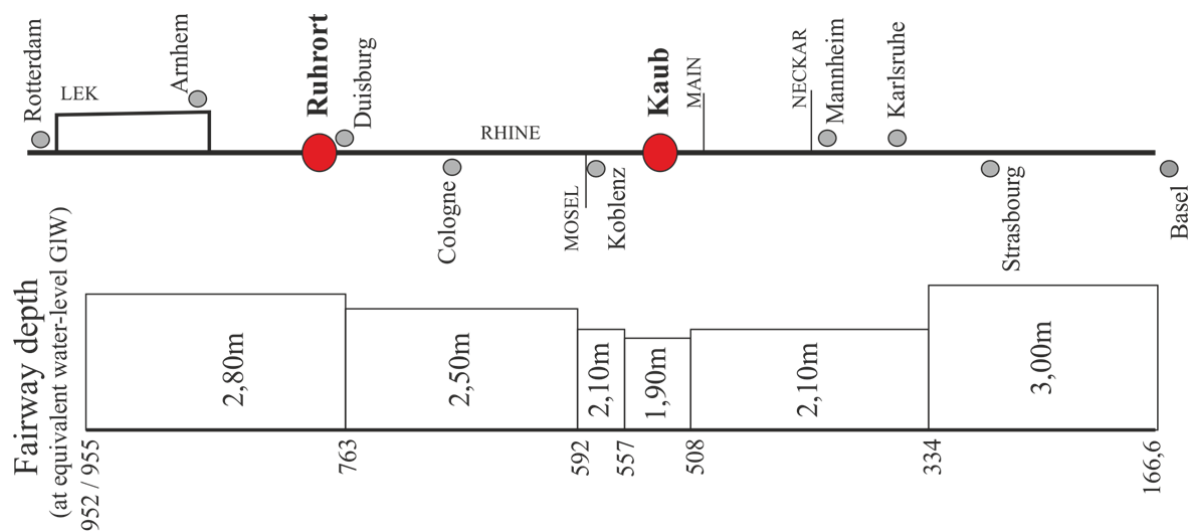 Rotterdam
LEK
Arnhem
Ruhrort
Duisburg
Cologne
RHINE
MOSEL
Koblenz
Kaub
MAIN
NECKAR
Mannheim
Karlsruhe
Strasbourg
Basel
Fairway depth
(at equivalent water-level GlW)
2,80m
2,50m
2,10m
1,90m
2,10m
3,00m
952 / 955
763
592
557
508
334
166,6